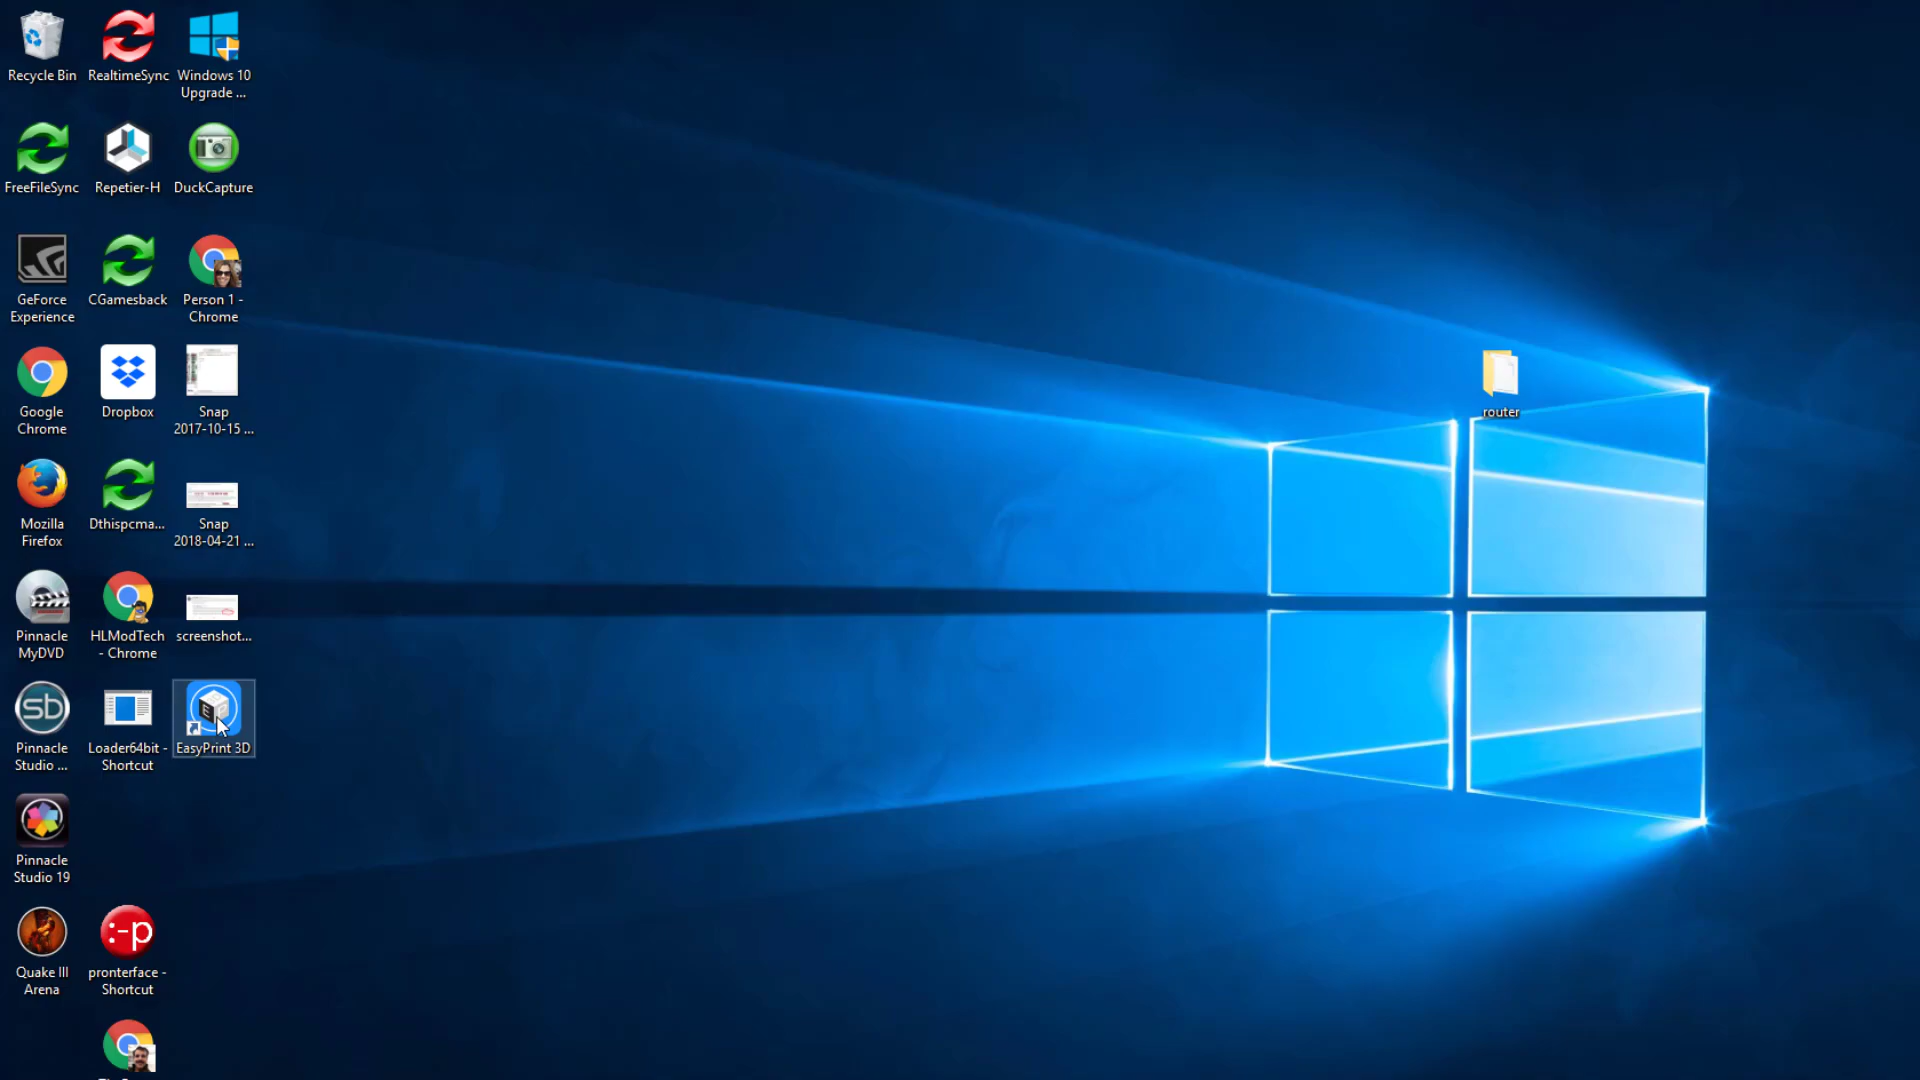 Recycle Bin
RealtimeSync
Windows 10
Upgrade ...
FreeFileSync
Repetier-H
DuckCapture
GeForce
Experience
CGamesback
Person 1 -
Chrome
Google
Chrome
Dropbox
Snap
2017-10-15 ...
router
Mozilla
Firefox
Dthispcma...
Snap
2018-04-21 ...
Pinnacle
MyDVD
HLModTech
- Chrome
screenshot...
sb
Pinnacle
Studio ...
Loader64bit -
Shortcut
E
EasyPrint 3D
Pinnacle
Studio 19
:-p
Quake III
Arena
pronterface -
Shortcut